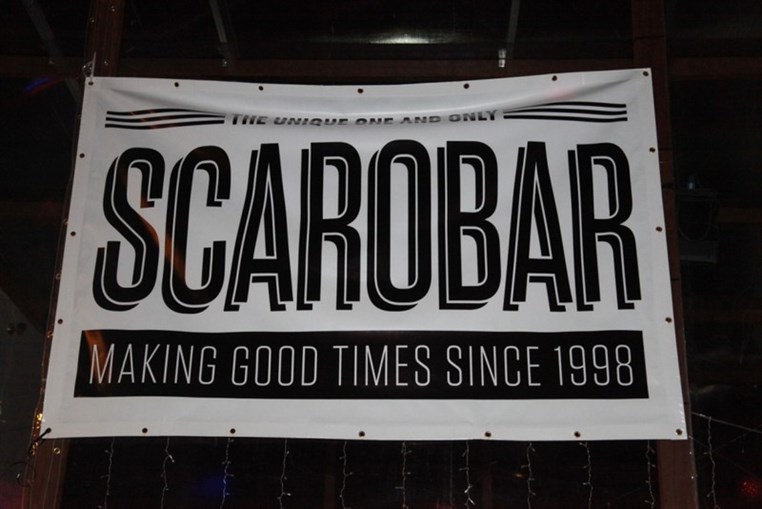 THE UNIQUE ONE AND ONLY
SCAROBAR
MAKING GOOD TIMES SINCE 1998